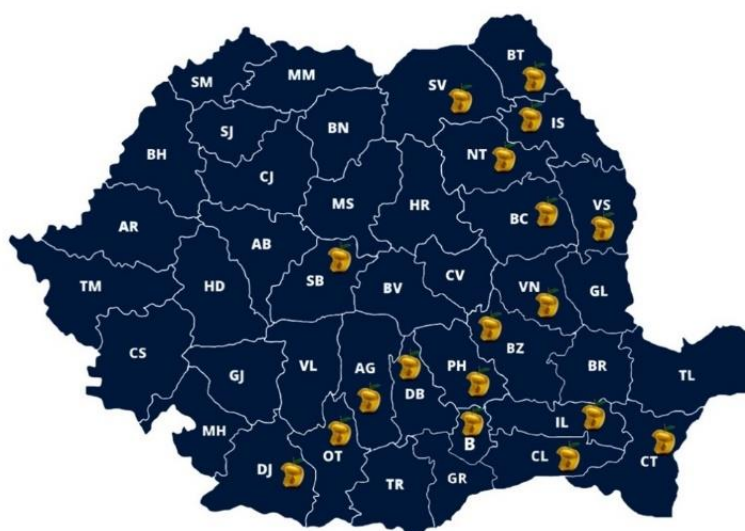 BT
MM
SM
SV
IS
SJ
BN
NT
BH
CJ
MS
HR
VS
BC
AR
AB
SB
CV
TM
HD
BV
VN
GL
CS
VL
AG
PH
BZ
BR
GJ
DB
TL
MH
IL
B
OT
DJ
CL
CT
TR
GR